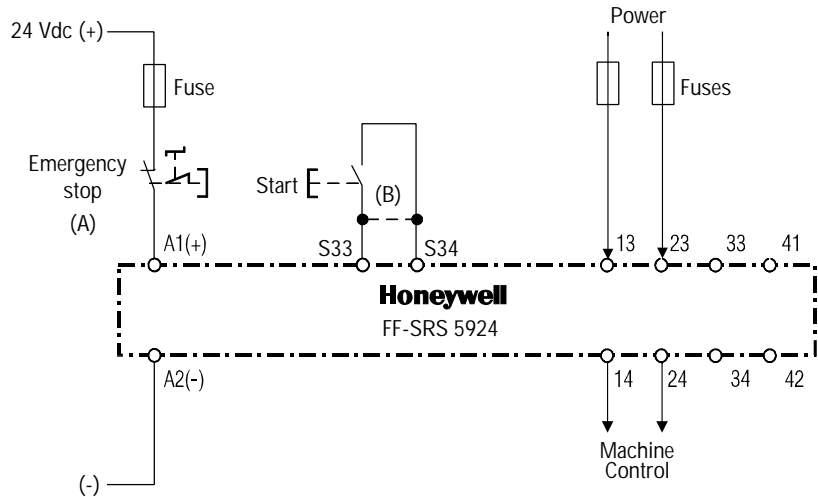 Power
24 Vdc (+)
Fuse
Fuses
Emergency
stop
(A)
Start
(B)
A1(+)
S33
S34
13
23
33
41
Honeywell
FF-SRS 5924
A2(-)
14
24
34
42
Machine
Control
(-)